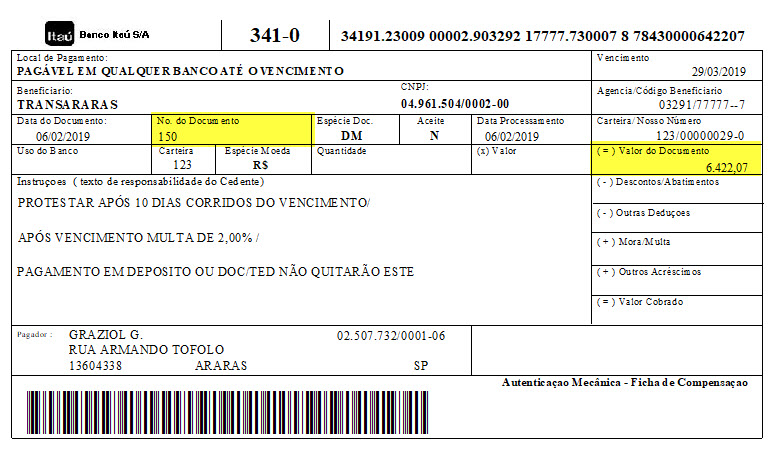 Itaú Banco Itaú S/A 341-0 34191.23009 00002.903292 17777.730007 8 78430000642207
Local de Pagamento: Vencimento
PAGÁVEL EM QUALQUER BANCO ATÉ O VENCIMENTO 29/03/2019
Beneficiario: CNPJ: Agencia/Código Beneficiario
TRANSARARAS 04.961.504/0002-00 03291/77777--7
Data do Documento: No. do Documento Espécie Doc. Aceite Data Processamento Carteira/ Nosso Número
06/02/2019 150 DM N 06/02/2019 123/00000029-0
Uso do Banco Carteira Espécie Moeda Quantidade (x) Valor ( = ) Valor do Documento
123 R$ 6.422,07
Instruçoes ( texto de responsabilidade do Cedente) ( - ) Descontos/Abatimentos
PROTESTAR APÓS 10 DIAS CORRIDOS DO VENCIMENTO/
( - ) Outras Deduçoes
APÓS VENCIMENTO MULTA DE 2,00% / ( + ) Mora/Multa
PAGAMENTO EM DEPOSITO OU DOC/TED NÃO QUITARÃO ESTE ( + ) Outros Acréscimos
( = ) Valor Cobrado
Pagador : GRAZIOL G. 02.507.732/0001-06
RUA ARMANDO TOFOLO
13604338 ARARAS SP
Autenticaçao Mecânica - Ficha de Compensaçao